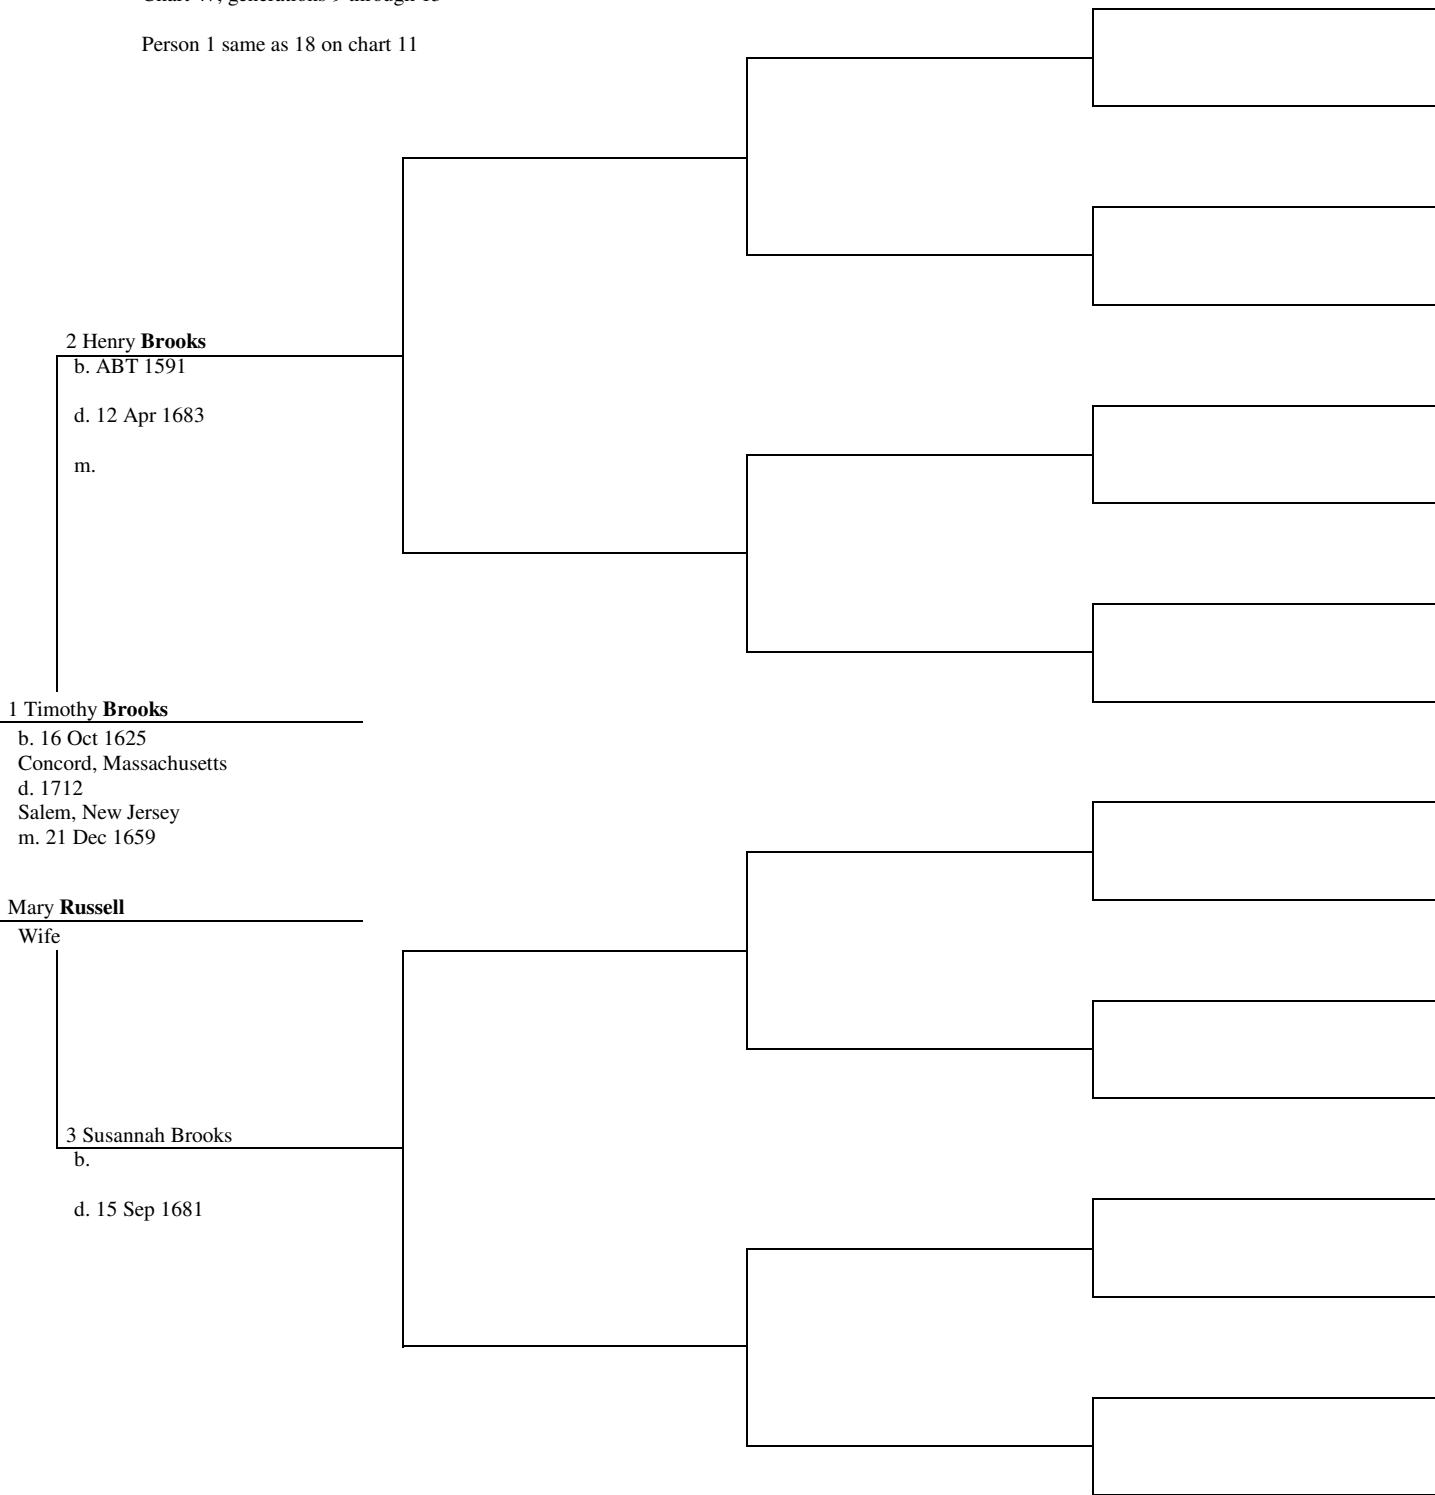 Person 1 same as 18 on chart 11
2 Henry Brooks
b. ABT 1591
d. 12 Apr 1683
m.
1 Timothy Brooks
b. 16 Oct 1625
Concord, Massachusetts
d. 1712
Salem, New Jersey
m. 21 Dec 1659
Mary Russell
Wife
3 Susannah Brooks
b.
d. 15 Sep 1681